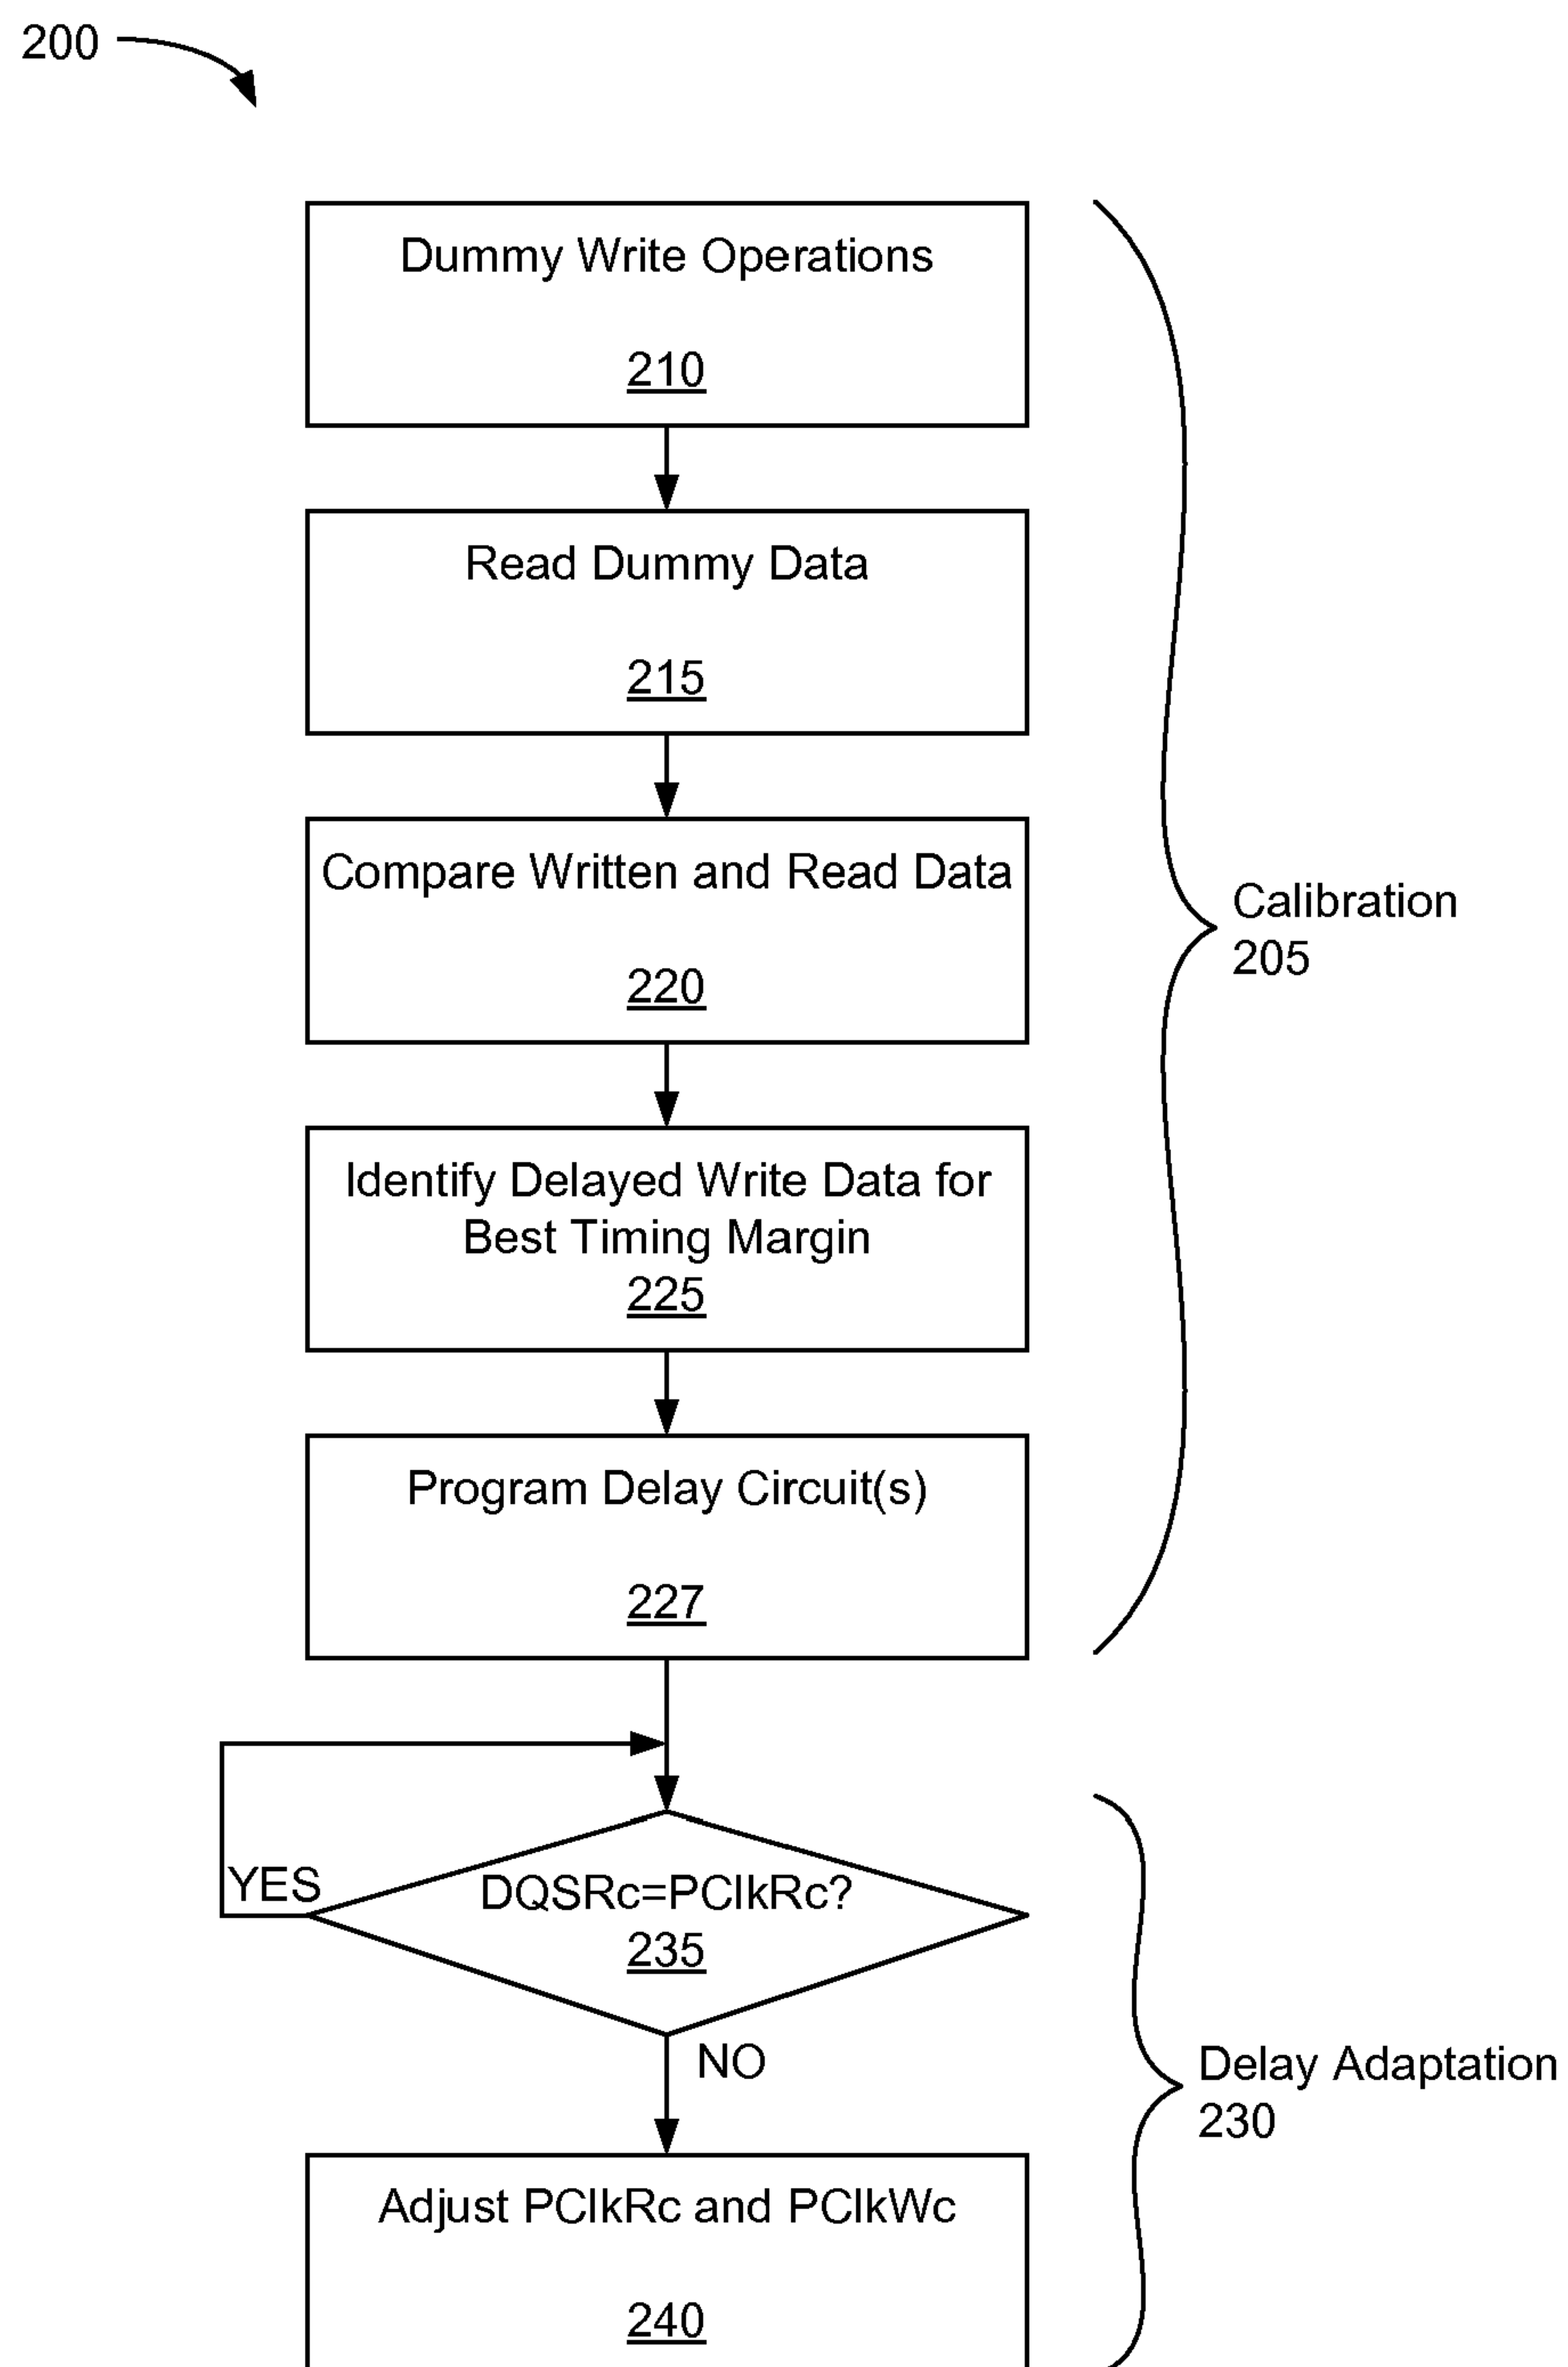 200
Dummy Write Operations
210
Read Dummy Data
215
Compare Written and Read Data
220
Calibration
205
Identify Delayed Write Data for
Best Timing Margin
225
Program Delay Circuit(s)
227
YES
DQSRc=PClkRc?
235
NO
Delay Adaptation
230
Adjust PClkRc and PClkWc
240